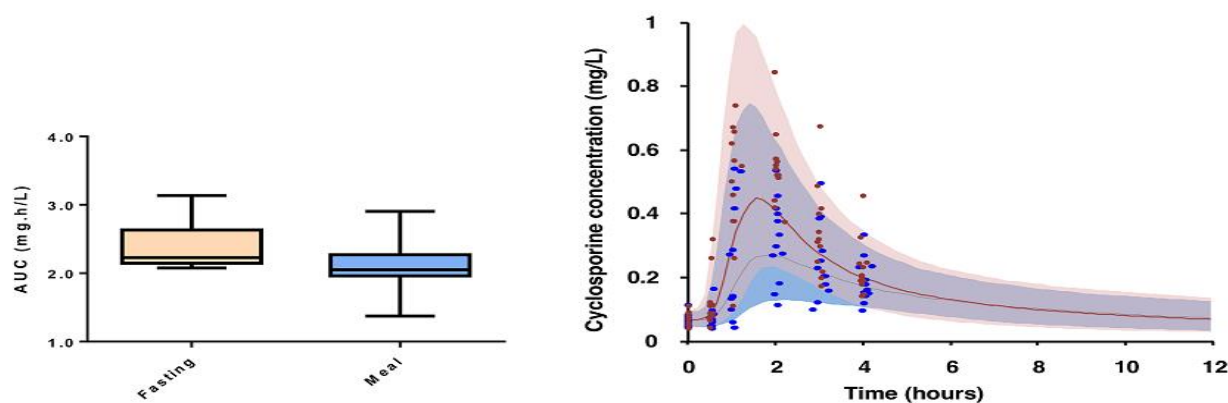 AUC (mg.h/L)
4.0
3.0
2.0
1.0
Fasting
Meal
Cyclosporine concentration (mg/L)
1
0.8
0.6
0.4
0.2
0
0 2 4 6 8 10 12
Time (hours)